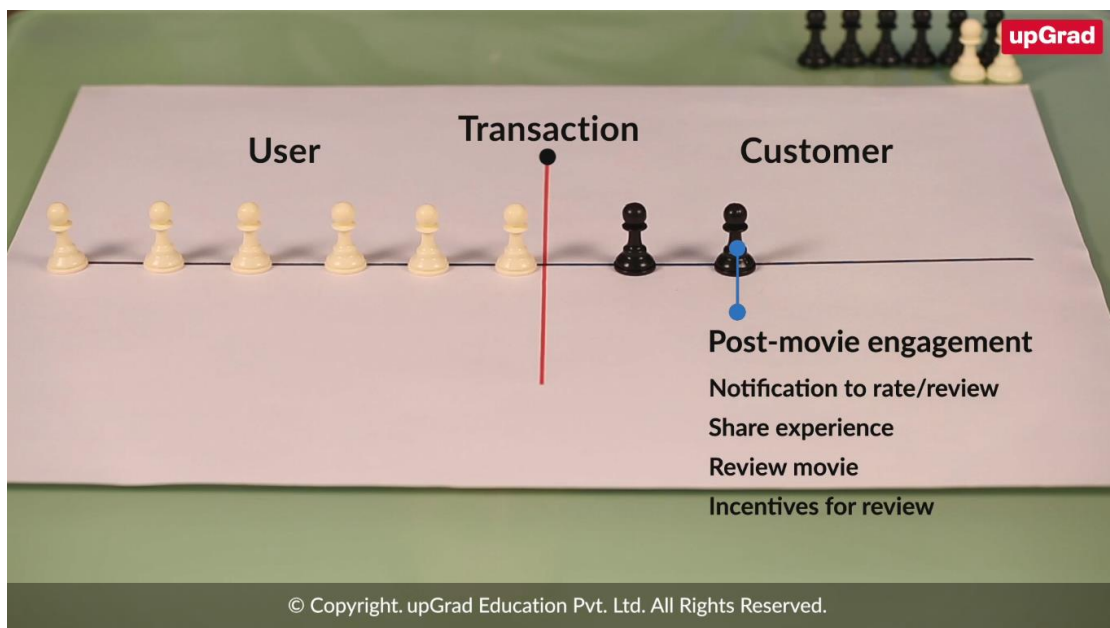 upGrad
User
Transaction
Customer
Post-movie engagement
Notification to rate/review
Share experience
Review movie
Incentives for review
© Copyright. upGrad Education Pvt. Ltd. All Rights Reserved.